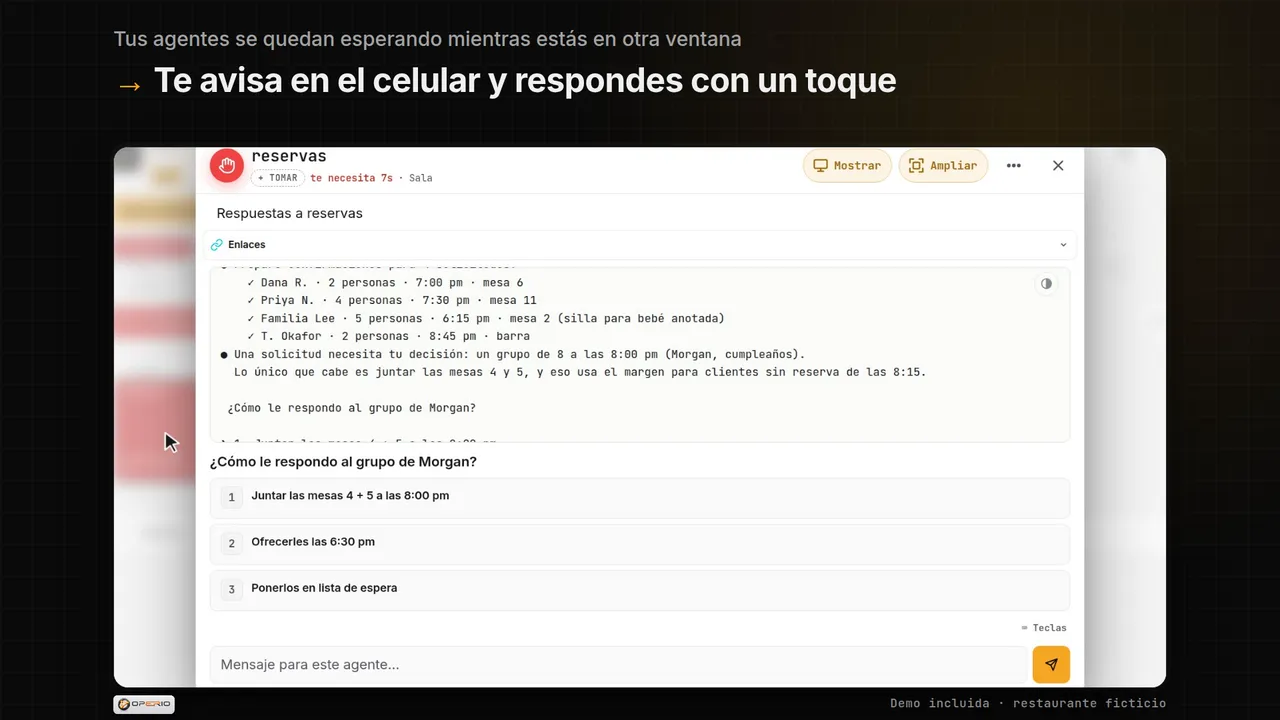 Tus agentes se quedan esperando mientras estás en otra ventana
→ Te avisa en el celular y respondes con un toque
reservas
+ TOMAR te necesita 7s · Sala
Mostrar
Ampliar
Respuestas a reservas
Enlaces
✓ Dana R. · 2 personas · 7:00 pm · mesa 6
✓ Priya N. · 4 personas · 7:30 pm · mesa 11
✓ Familia Lee · 5 personas · 6:15 pm · mesa 2 (silla para bebé anotada)
✓ T. Okafor · 2 personas · 8:45 pm · barra
● Una solicitud necesita tu decisión: un grupo de 8 a las 8:00 pm (Morgan, cumpleaños).
Lo único que cabe es juntar las mesas 4 y 5, y eso usa el margen para clientes sin reserva de las 8:15.
¿Cómo le respondo al grupo de Morgan?
¿Cómo le respondo al grupo de Morgan?
1 Juntar las mesas 4 + 5 a las 8:00 pm
2 Ofrecerles las 6:30 pm
3 Ponerlos en lista de espera
Teclas
Mensaje para este agente...
OPERIO
Demo incluida · restaurante ficticio